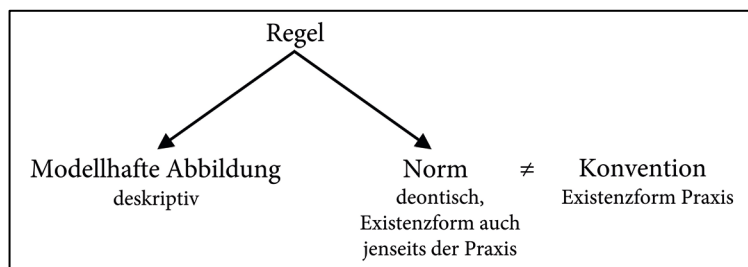 Regel
Modellhafte Abbildung
deskriptiv
Norm
deontisch,
Existenzform auch
jenseits der Praxis
≠
Konvention
Existenzform Praxis